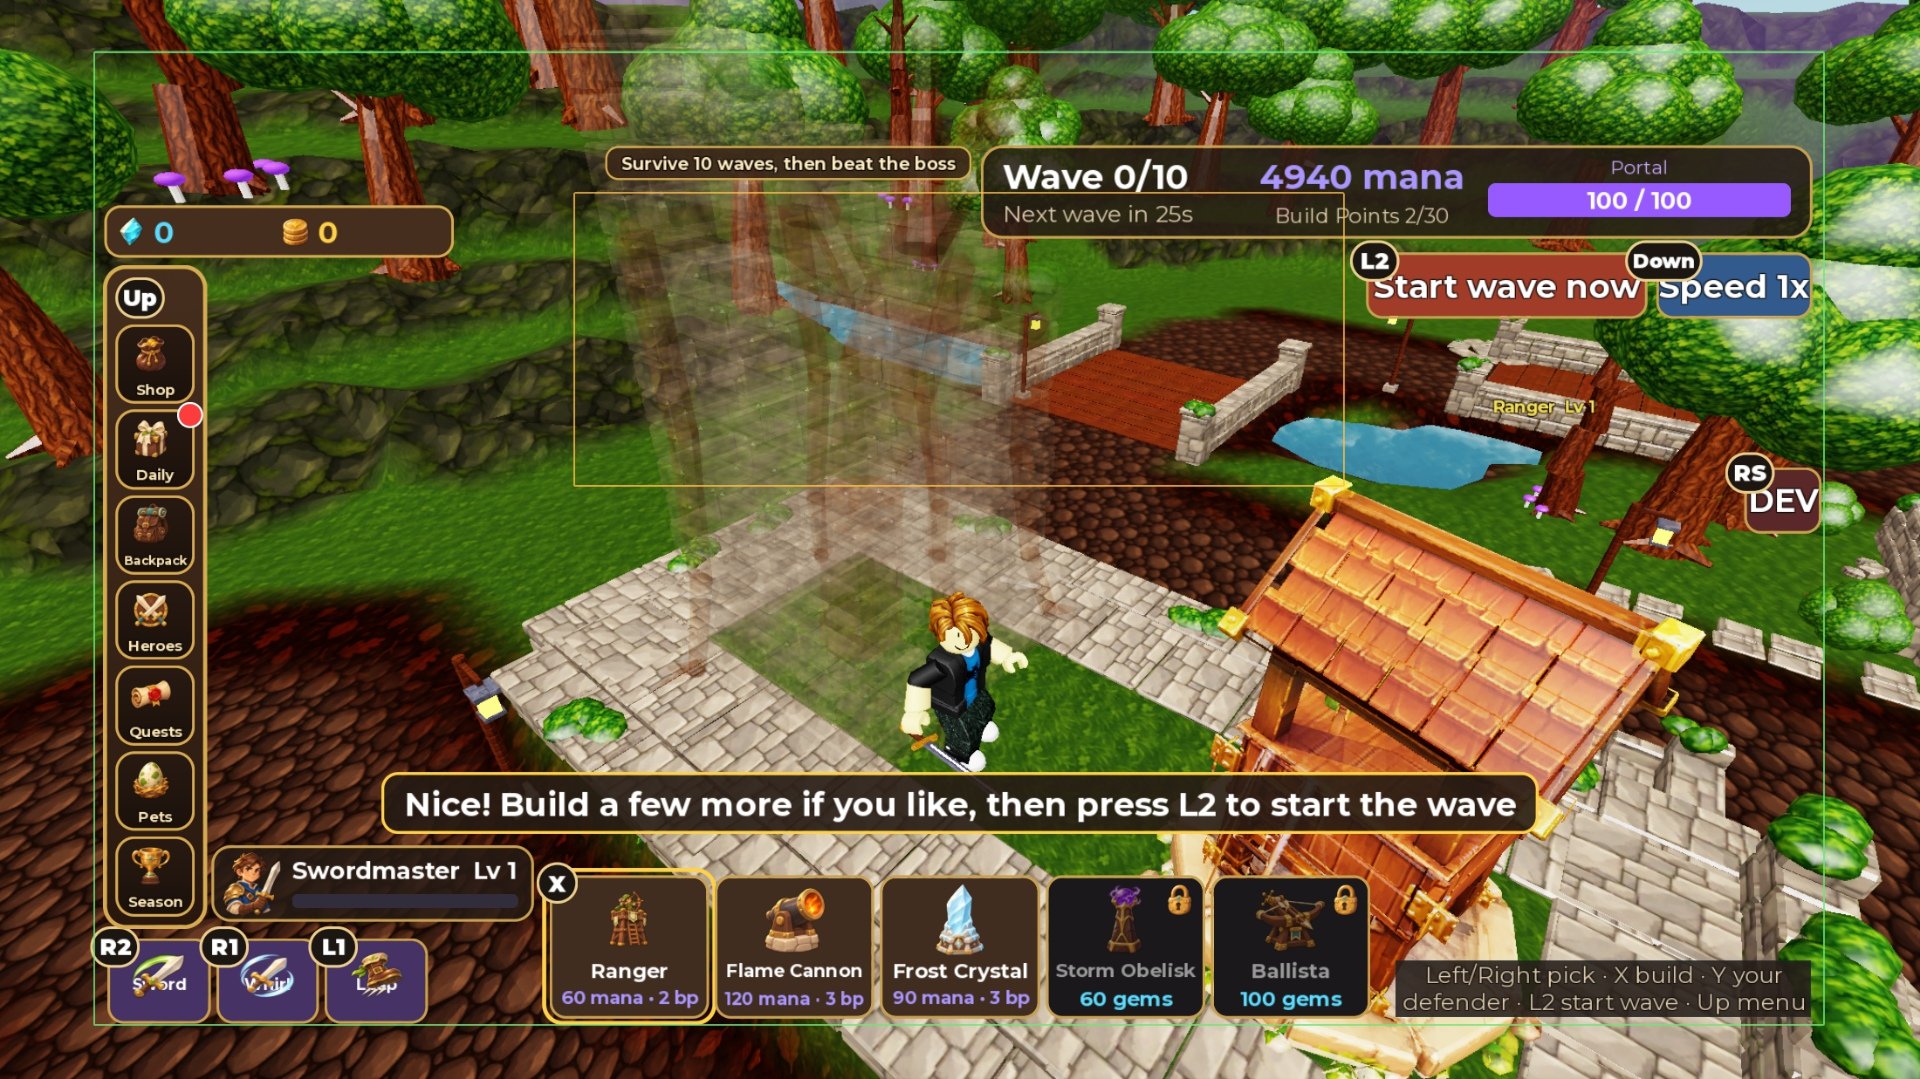 Survive 10 waves, then beat the boss
Wave 0/10
Next wave in 25s
4940 mana
Build Points 2/30
Portal
100 / 100
0
0
L2
Start wave now
Down
Speed 1x
Up
Shop
Daily
Backpack
Heroes
Quests
Pets
Season
Ranger Lv 1
RS
DEV
Nice! Build a few more if you like, then press L2 to start the wave
Swordmaster Lv 1
R2
Sword
R1
Whirl
L1
Leap
X
Ranger
60 mana · 2 bp
Flame Cannon
120 mana · 3 bp
Frost Crystal
90 mana · 3 bp
Storm Obelisk
60 gems
Ballista
100 gems
Left/Right pick · X build · Y your
defender · L2 start wave · Up menu